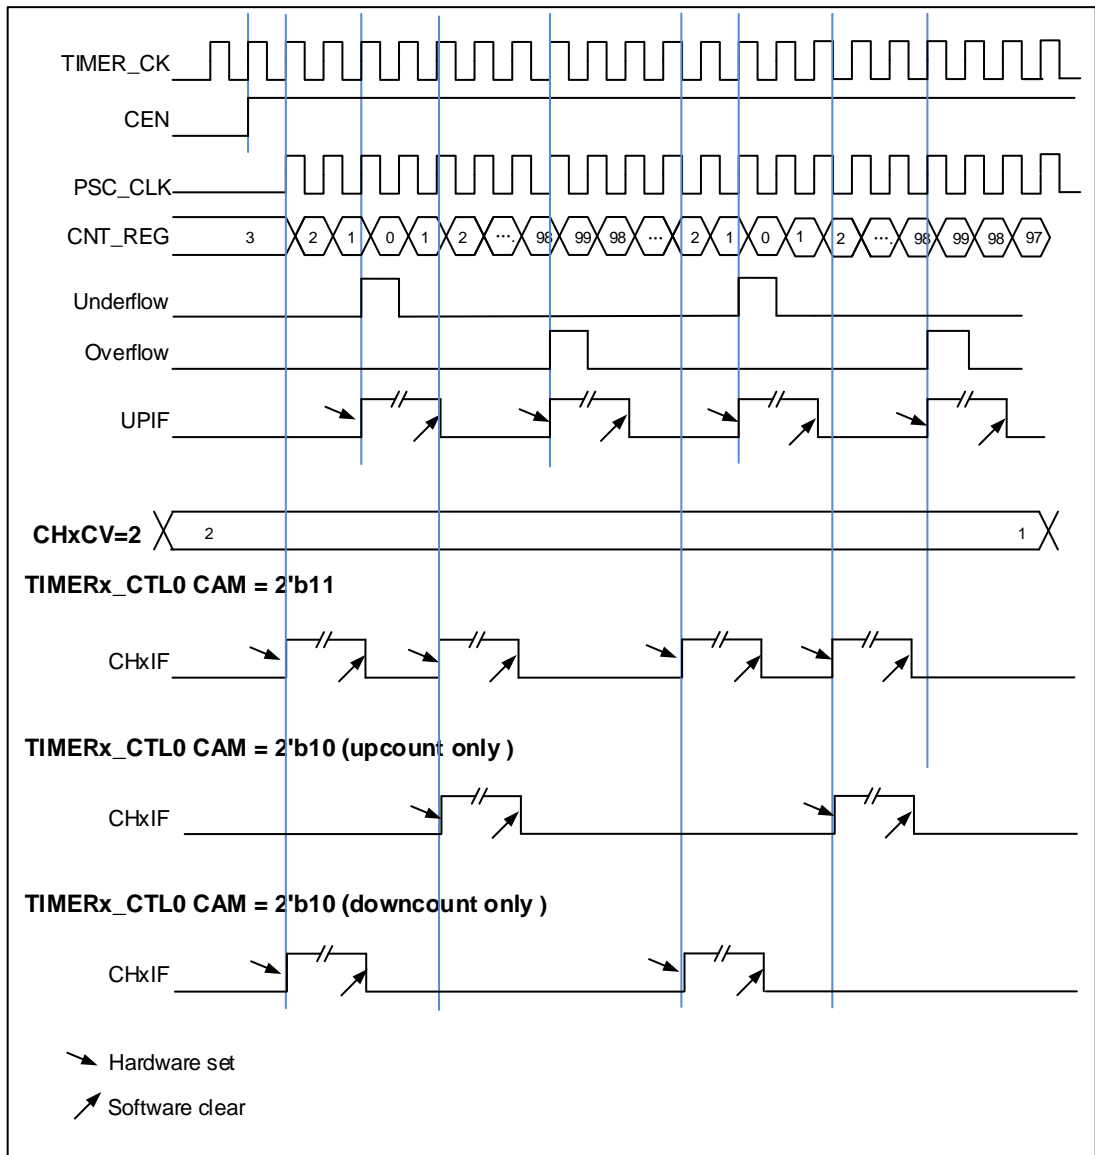 TIMER_CK
CEN
PSC_CLK
CNT_REG 3 2 1 0 1 2 .... 98 99 98 ... 2 1 0 1 2 .... 98 99 98 97
Underflow
Overflow
UPIF
CHxCV=2 2 1
TIMERx_CTL0 CAM = 2'b11
CHxIF
TIMERx_CTL0 CAM = 2'b10 (upcount only )
CHxIF
TIMERx_CTL0 CAM = 2'b10 (downcount only )
CHxIF
Hardware set
Software clear